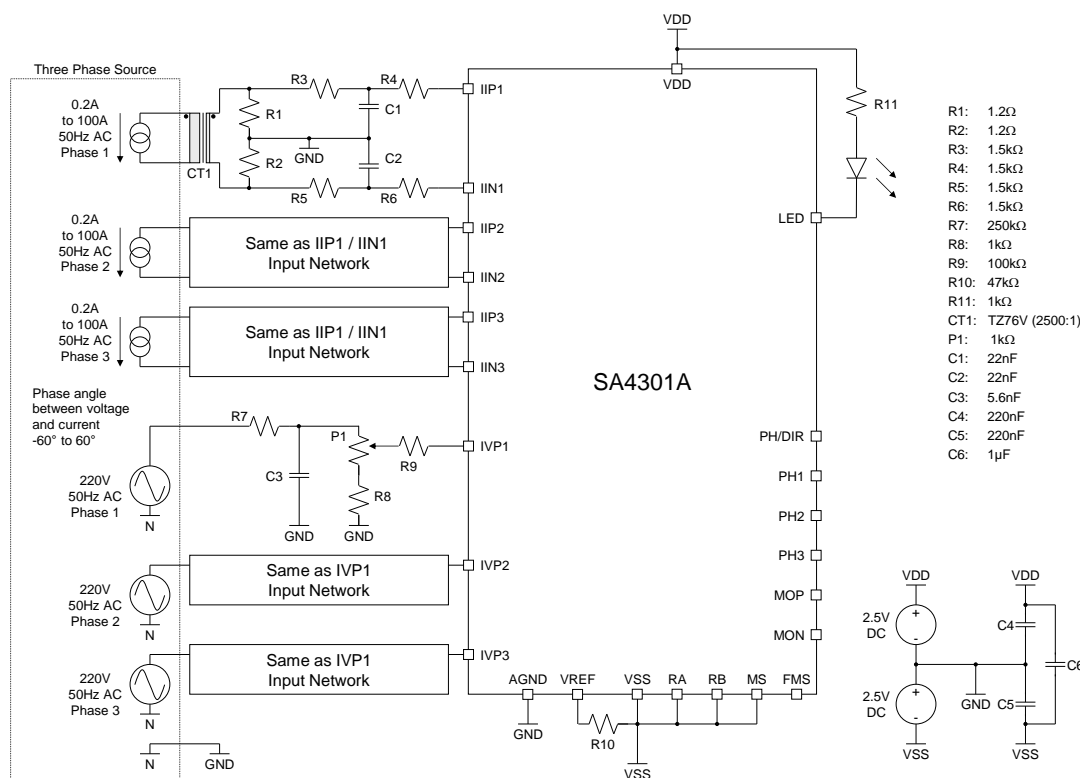 VDD
Three Phase Source
0.2A
to 100A
50Hz AC
Phase 1
CT1
R3
R4
R1
C1
GND
R2
C2
R5
R6
IIP1
IIN1
VDD
R11
LED
0.2A
to 100A
50Hz AC
Phase 2
Same as IIP1 / IIN1
Input Network
IIP2
IIN2
0.2A
to 100A
50Hz AC
Phase 3
Same as IIP1 / IIN1
Input Network
IIP3
IIN3
SA4301A
Phase angle
between voltage
and current
-60° to 60°
R7
P1
R9
IVP1
C3
R8
GND
GND
220V
50Hz AC
Phase 1
N
220V
50Hz AC
Phase 2
N
Same as IVP1
Input Network
IVP2
220V
50Hz AC
Phase 3
N
Same as IVP1
Input Network
IVP3
N
GND
PH/DIR
PH1
PH2
PH3
MOP
MON
AGND
VREF
VSS
RA
RB
MS
FMS
GND
R10
VSS
R1: 1.2Ω
R2: 1.2Ω
R3: 1.5kΩ
R4: 1.5kΩ
R5: 1.5kΩ
R6: 1.5kΩ
R7: 250kΩ
R8: 1kΩ
R9: 100kΩ
R10: 47kΩ
R11: 1kΩ
CT1: TZ76V (2500:1)
P1: 1kΩ
C1: 22nF
C2: 22nF
C3: 5.6nF
C4: 220nF
C5: 220nF
C6: 1µF
VDD
VDD
2.5V
DC
+
-
C4
C6
2.5V
DC
+
-
GND
C5
VSS
VSS